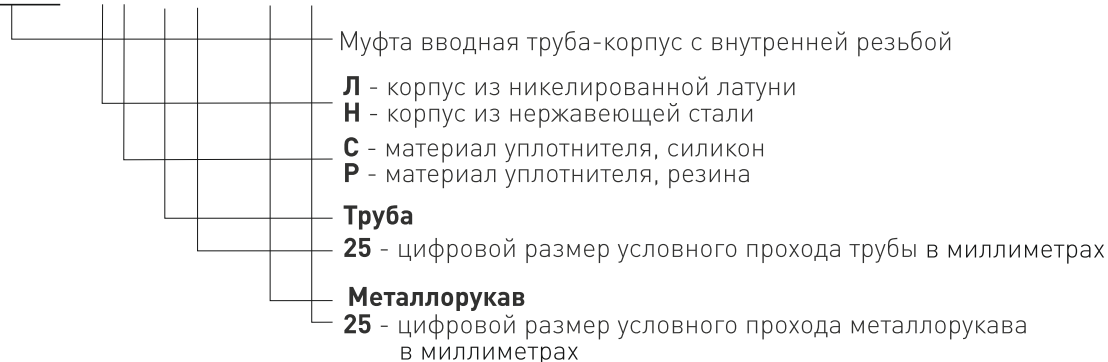 Муфта вводная труба-корпус с внутренней резьбой
Л - корпус из никелированной латуни
Н - корпус из нержавеющей стали
С - материал уплотнителя, силикон
Р - материал уплотнителя, резина
Труба
25 - цифровой размер условного прохода трубы в миллиметрах
Металлорукав
25 - цифровой размер условного прохода металлорукава
в миллиметрах